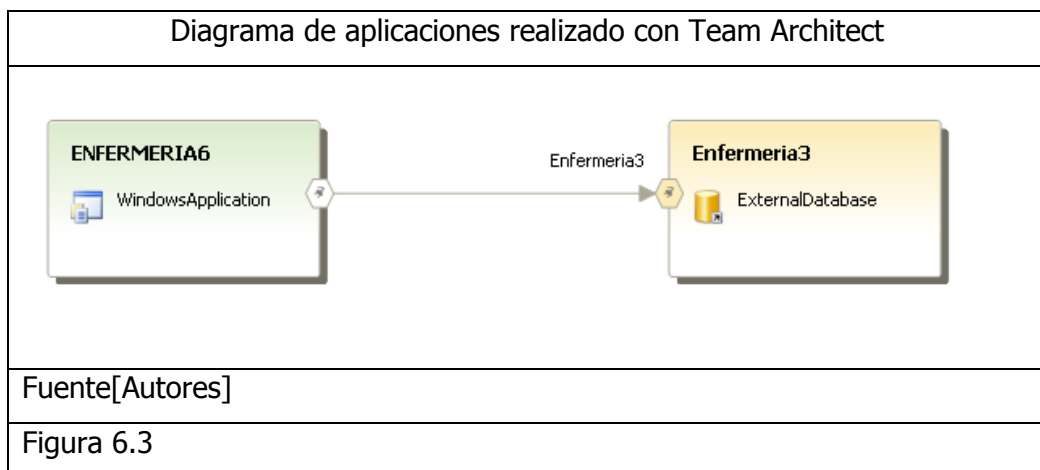 Diagrama de aplicaciones realizado con Team Architect
ENFERMERIA6
WindowsApplication
Enfermeria3
Enfermeria3
ExternalDatabase
Fuente[Autores]
Figura 6.3